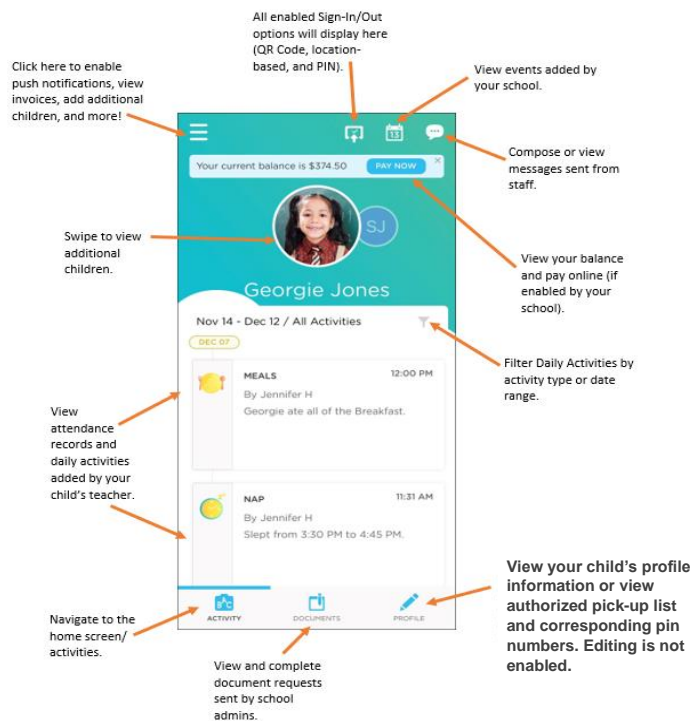 All enabled Sign-In/Out
options will display here
(QR Code, location-
based, and PIN).
Click here to enable
push notifications, view
invoices, add additional
children, and more!
View events added by
your school.
13
Compose or view
messages sent from
staff.
Your current balance is $374.50 PAY NOW ×
SJ
Swipe to view
additional
children.
View your balance
and pay online (if
enabled by your
school).
Georgie Jones
Nov 14 - Dec 12 / All Activities
DEC 07
Filter Daily Activities by
activity type or date
range.
MEALS 12:00 PM
By Jennifer H
Georgie ate all of the Breakfast.
View
attendance
records and
daily activities
added by your
child's teacher.
NAP 11:31 AM
By Jennifer H
Slept from 3:30 PM to 4:45 PM.
View your child's profile
information or view
authorized pick-up list
and corresponding pin
numbers. Editing is not
enabled.
ACTIVITY DOCUMENTS PROFILE
Navigate to the
home screen/
activities.
View and complete
document requests
sent by school
admins.